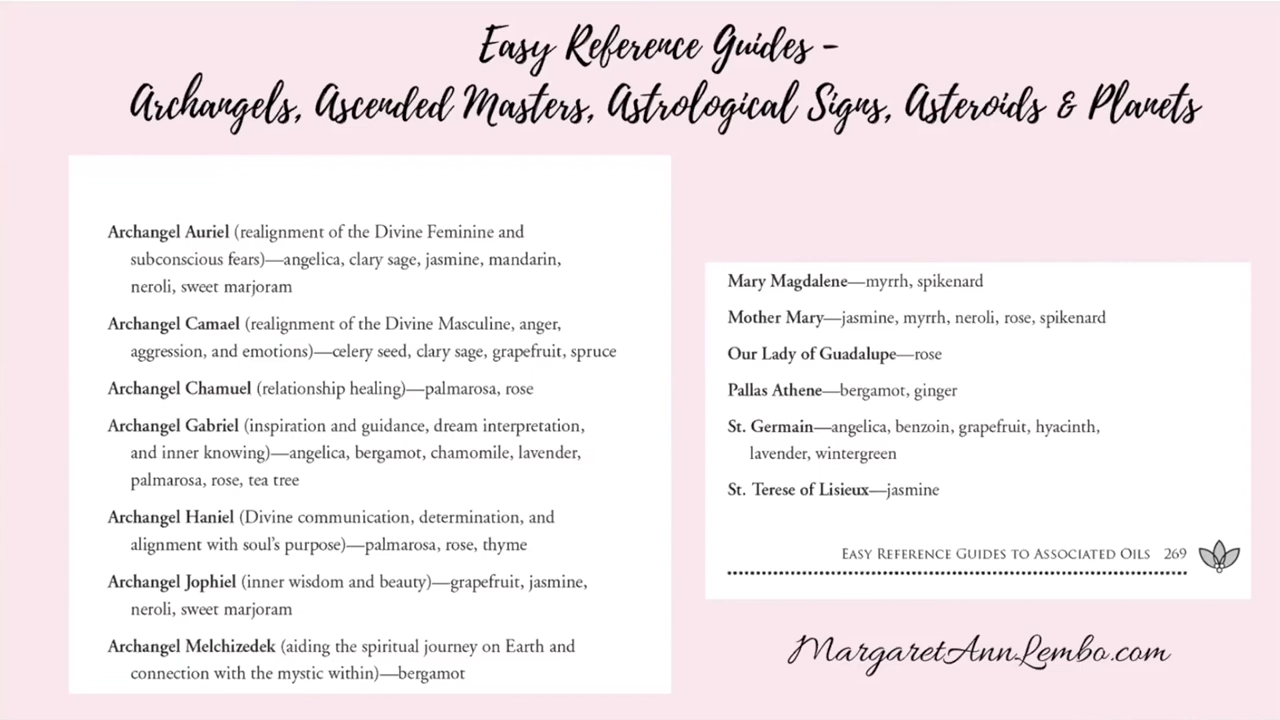 Easy Reference Guides -
Archangels, Ascended Masters, Astrological Signs, Asteroids & Planets
Archangel Auriel (realignment of the Divine Feminine and
subconscious fears)—angelica, clary sage, jasmine, mandarin,
neroli, sweet marjoram
Archangel Camael (realignment of the Divine Masculine, anger,
aggression, and emotions)—celery seed, clary sage, grapefruit, spruce
Archangel Chamuel (relationship healing)—palmarosa, rose
Archangel Gabriel (inspiration and guidance, dream interpretation,
and inner knowing)—angelica, bergamot, chamomile, lavender,
palmarosa, rose, tea tree
Archangel Haniel (Divine communication, determination, and
alignment with soul's purpose)—palmarosa, rose, thyme
Archangel Jophiel (inner wisdom and beauty)—grapefruit, jasmine,
neroli, sweet marjoram
Archangel Melchizedek (aiding the spiritual journey on Earth and
connection with the mystic within)—bergamot
Mary Magdalene—myrrh, spikenard
Mother Mary—jasmine, myrrh, neroli, rose, spikenard
Our Lady of Guadalupe—rose
Pallas Athene—bergamot, ginger
St. Germain—angelica, benzoin, grapefruit, hyacinth,
lavender, wintergreen
St. Terese of Lisieux—jasmine
Easy Reference Guides to Associated Oils 269
MargaretAnnLembo.com